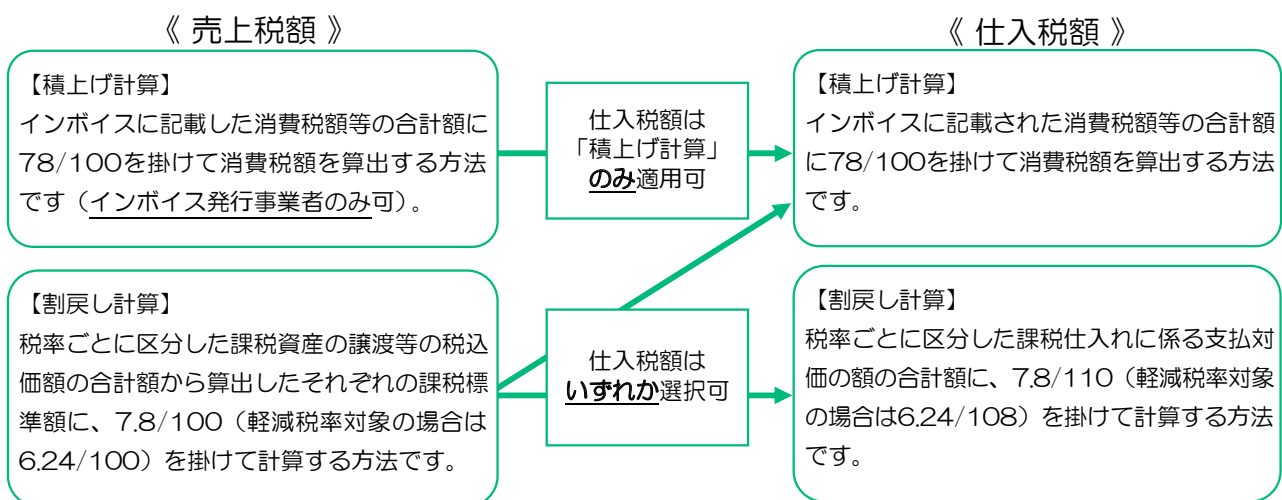 《 売上税額 》
【積上げ計算】
インボイスに記載した消費税額等の合計額に
78/100を掛けて消費税額を算出する方法
です（インボイス発行事業者のみ可）。
仕入税額は
「積上げ計算」
のみ適用可
《 仕入税額 》
【積上げ計算】
インボイスに記載された消費税額等の合計額
に78/100を掛けて消費税額を算出する方法
です。
【割戻し計算】
税率ごとに区分した課税資産の譲渡等の税込
価額の合計額から算出したそれぞれの課税標
準額に、7.8/100（軽減税率対象の場合は
6.24/100）を掛けて計算する方法です。
仕入税額は
いずれか選択可
【割戻し計算】
税率ごとに区分した課税仕入れに係る支払対
価の額の合計額に、7.8/110（軽減税率対象
の場合は6.24/108）を掛けて計算する方法
です。